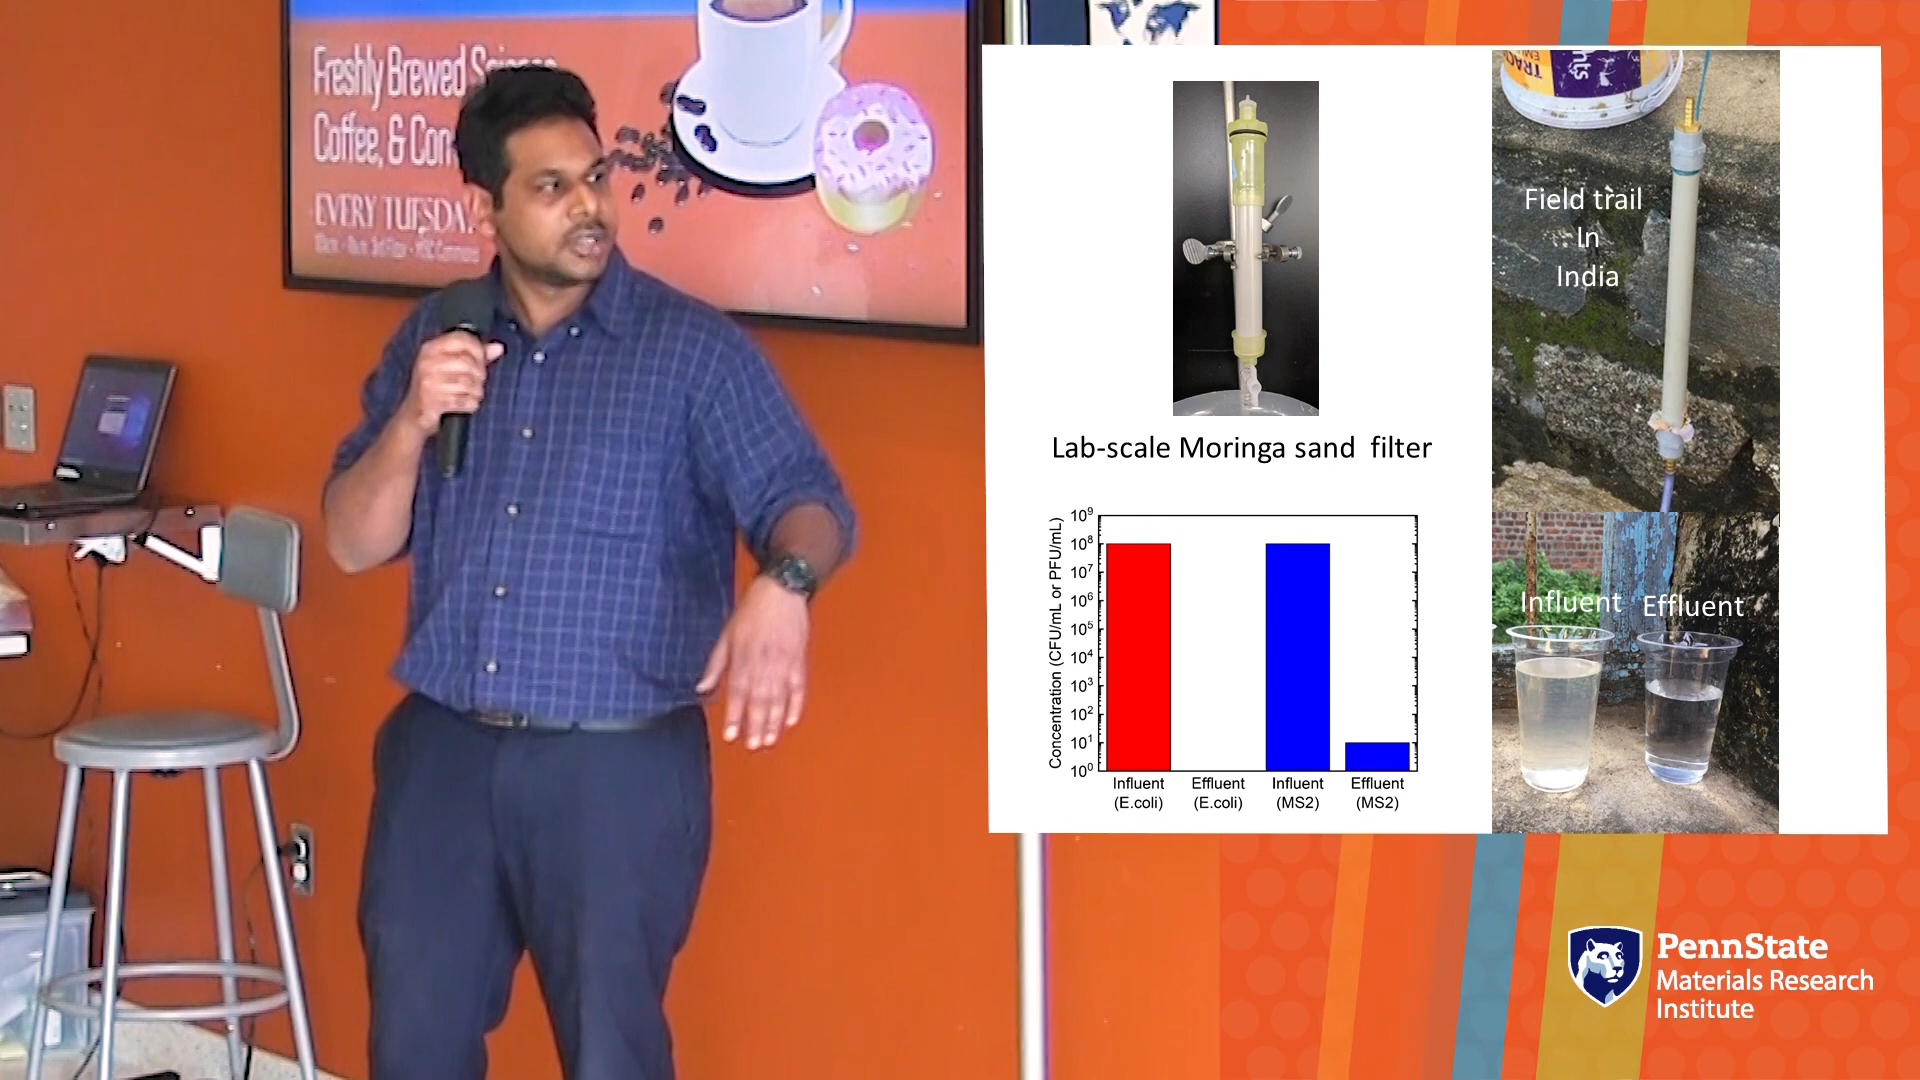 Freshly Brewed Science
Coffee, & Con
EVERY TUESDA
Field trail
In
India
Lab-scale Moringa sand filter
Concentration (CFU/mL or PFU/mL)
10⁹
10⁸
10⁷
10⁶
10⁵
10⁴
10³
10²
10¹
10⁰
Influent
(E.coli)
Effluent
(E.coli)
Influent
(MS2)
Effluent
(MS2)
Influent
Effluent
PennState
Materials Research
Institute